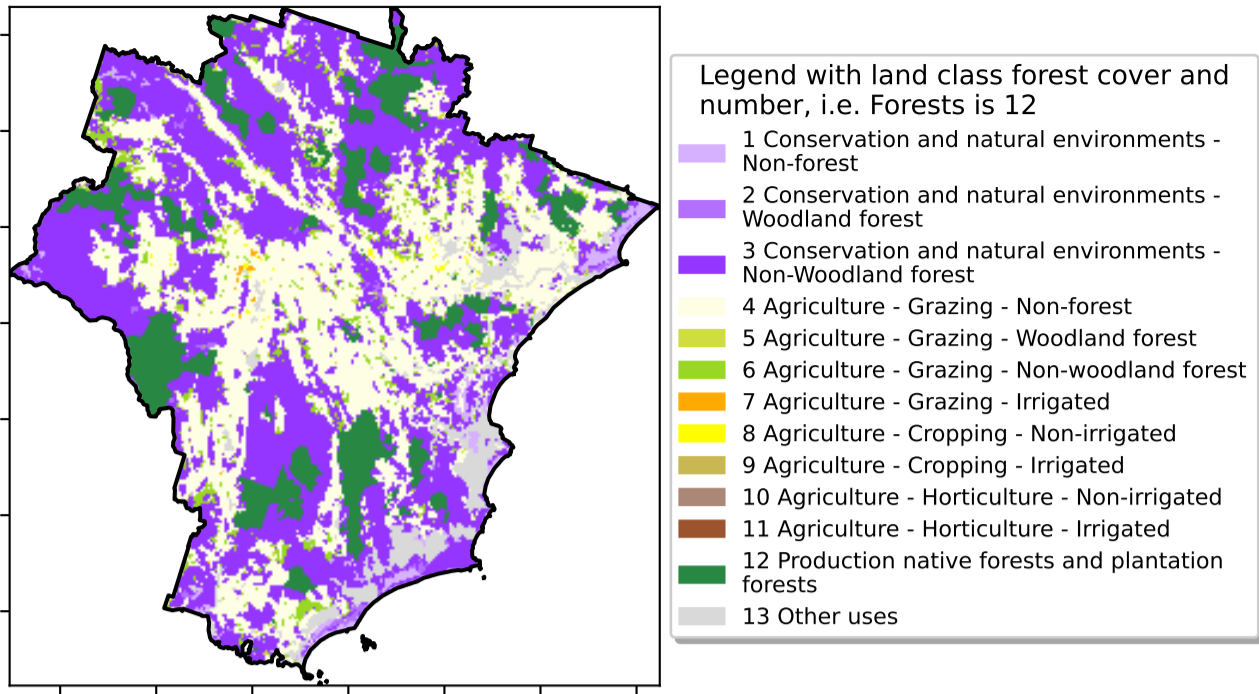 Legend with land class forest cover and
number, i.e. Forests is 12
1 Conservation and natural environments -
Non-forest
2 Conservation and natural environments -
Woodland forest
3 Conservation and natural environments -
Non-Woodland forest
4 Agriculture - Grazing - Non-forest
5 Agriculture - Grazing - Woodland forest
6 Agriculture - Grazing - Non-woodland forest
7 Agriculture - Grazing - Irrigated
8 Agriculture - Cropping - Non-irrigated
9 Agriculture - Cropping - Irrigated
10 Agriculture - Horticulture - Non-irrigated
11 Agriculture - Horticulture - Irrigated
12 Production native forests and plantation
forests
13 Other uses